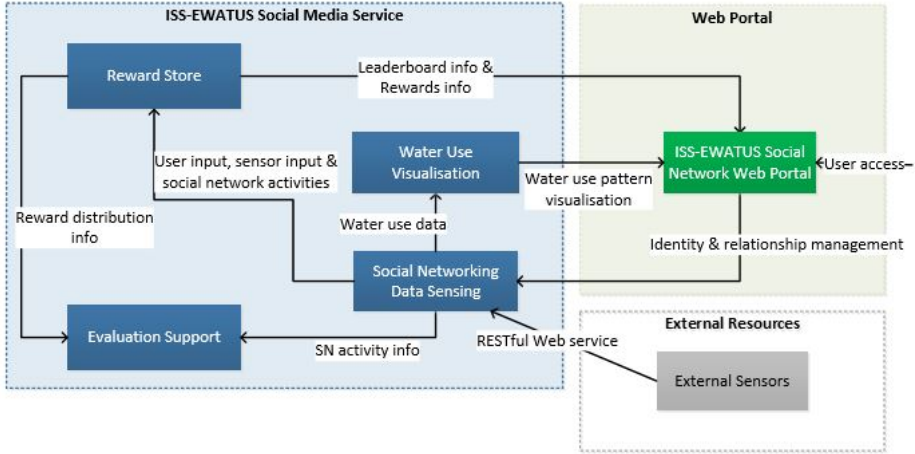 ISS-EWATUS Social Media Service
Web Portal
Reward Store
Leaderboard info &
Rewards info
User input, sensor input &
social network activities
Water Use
Visualisation
ISS-EWATUS Social
Network Web Portal
User access
Water use pattern
visualisation
Reward distribution
info
Water use data
Identity & relationship management
Social Networking
Data Sensing
Evaluation Support
SN activity info
RESTful Web service
External Resources
External Sensors